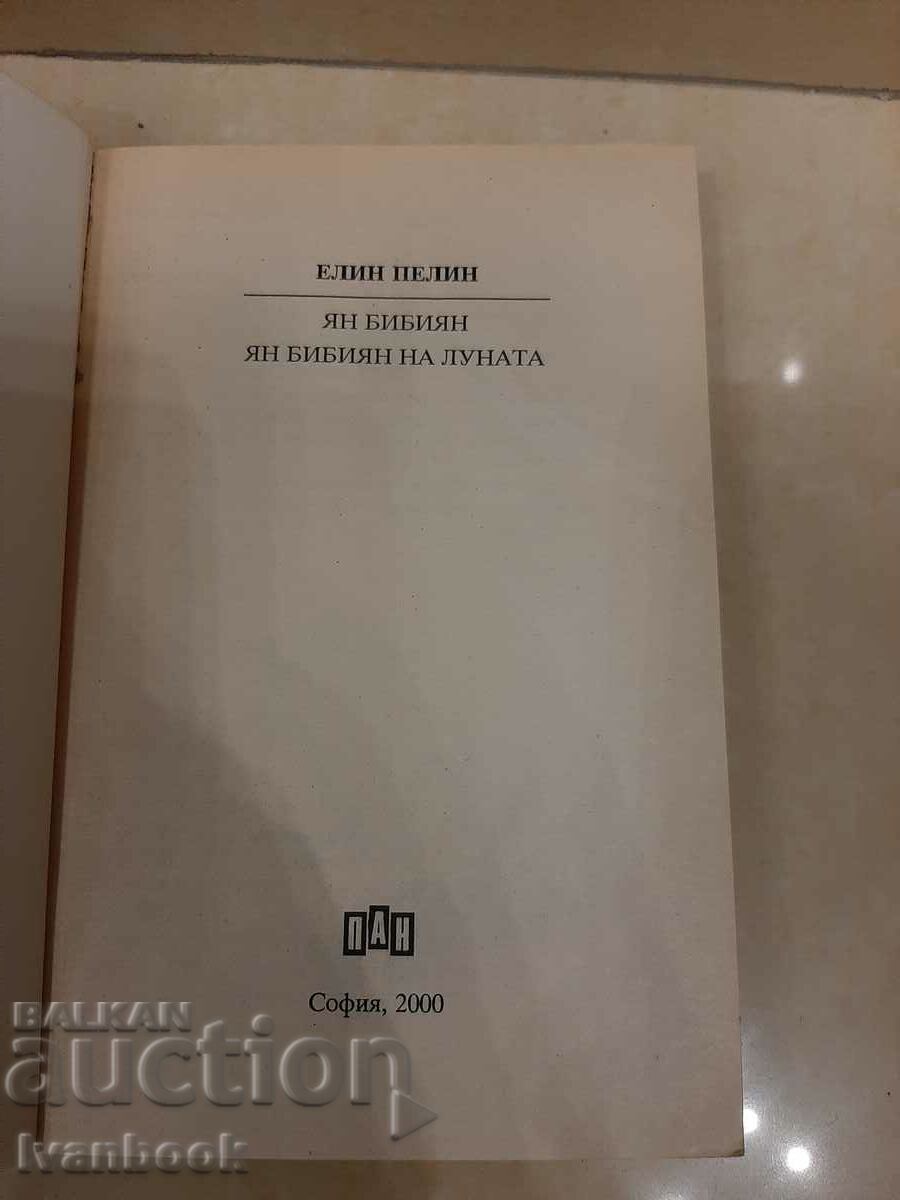 ЕЛИН ПЕЛИН
ЯН БИБИЯН
ЯН БИБИЯН НА ЛУНАТА
ПАН
София, 2000
BALKAN
auction
Ivanbook